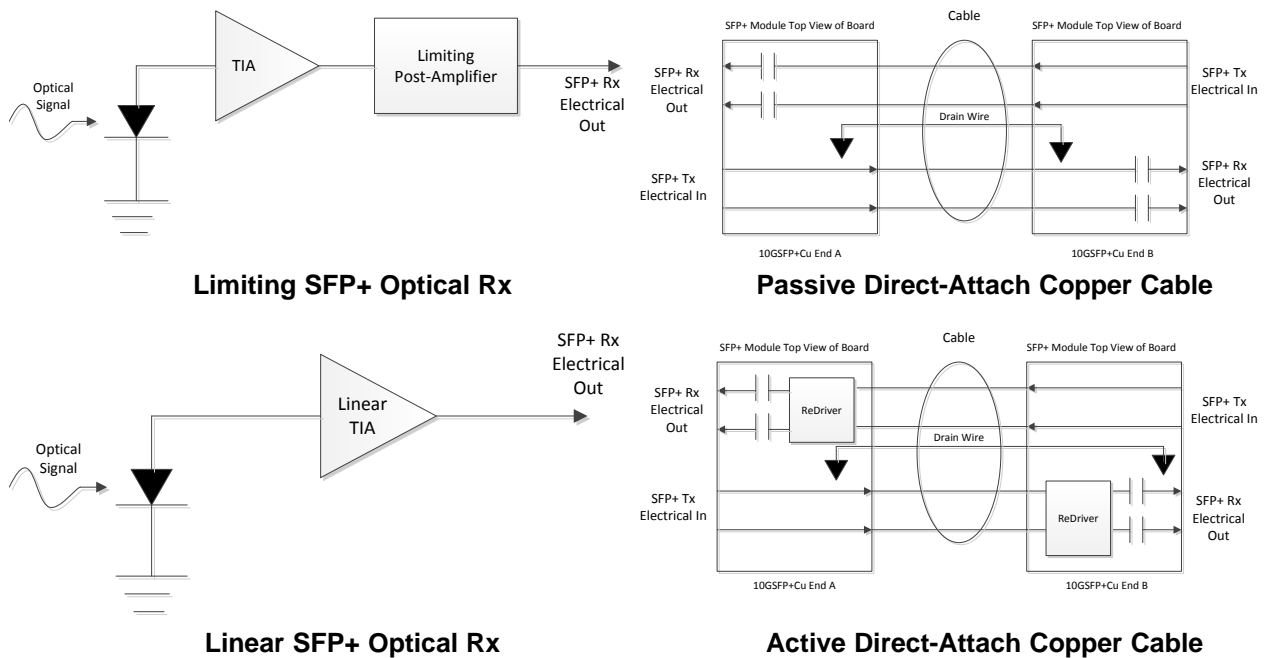 Optical
Signal
TIA
Limiting
Post-Amplifier
SFP+ Rx
Electrical
Out
Limiting SFP+ Optical Rx
Cable
SFP+ Module Top View of Board
SFP+ Module Top View of Board
SFP+ Rx
Electrical
Out
SFP+ Tx
Electrical In
Drain Wire
SFP+ Tx
Electrical In
SFP+ Rx
Electrical
Out
10GSFP+Cu End A
10GSFP+Cu End B
Passive Direct-Attach Copper Cable
Optical
Signal
Linear
TIA
SFP+ Rx
Electrical
Out
Linear SFP+ Optical Rx
Cable
SFP+ Module Top View of Board
SFP+ Module Top View of Board
SFP+ Rx
Electrical
Out
ReDriver
SFP+ Tx
Electrical In
Drain Wire
SFP+ Tx
Electrical In
ReDriver
SFP+ Rx
Electrical
Out
10GSFP+Cu End A
10GSFP+Cu End B
Active Direct-Attach Copper Cable